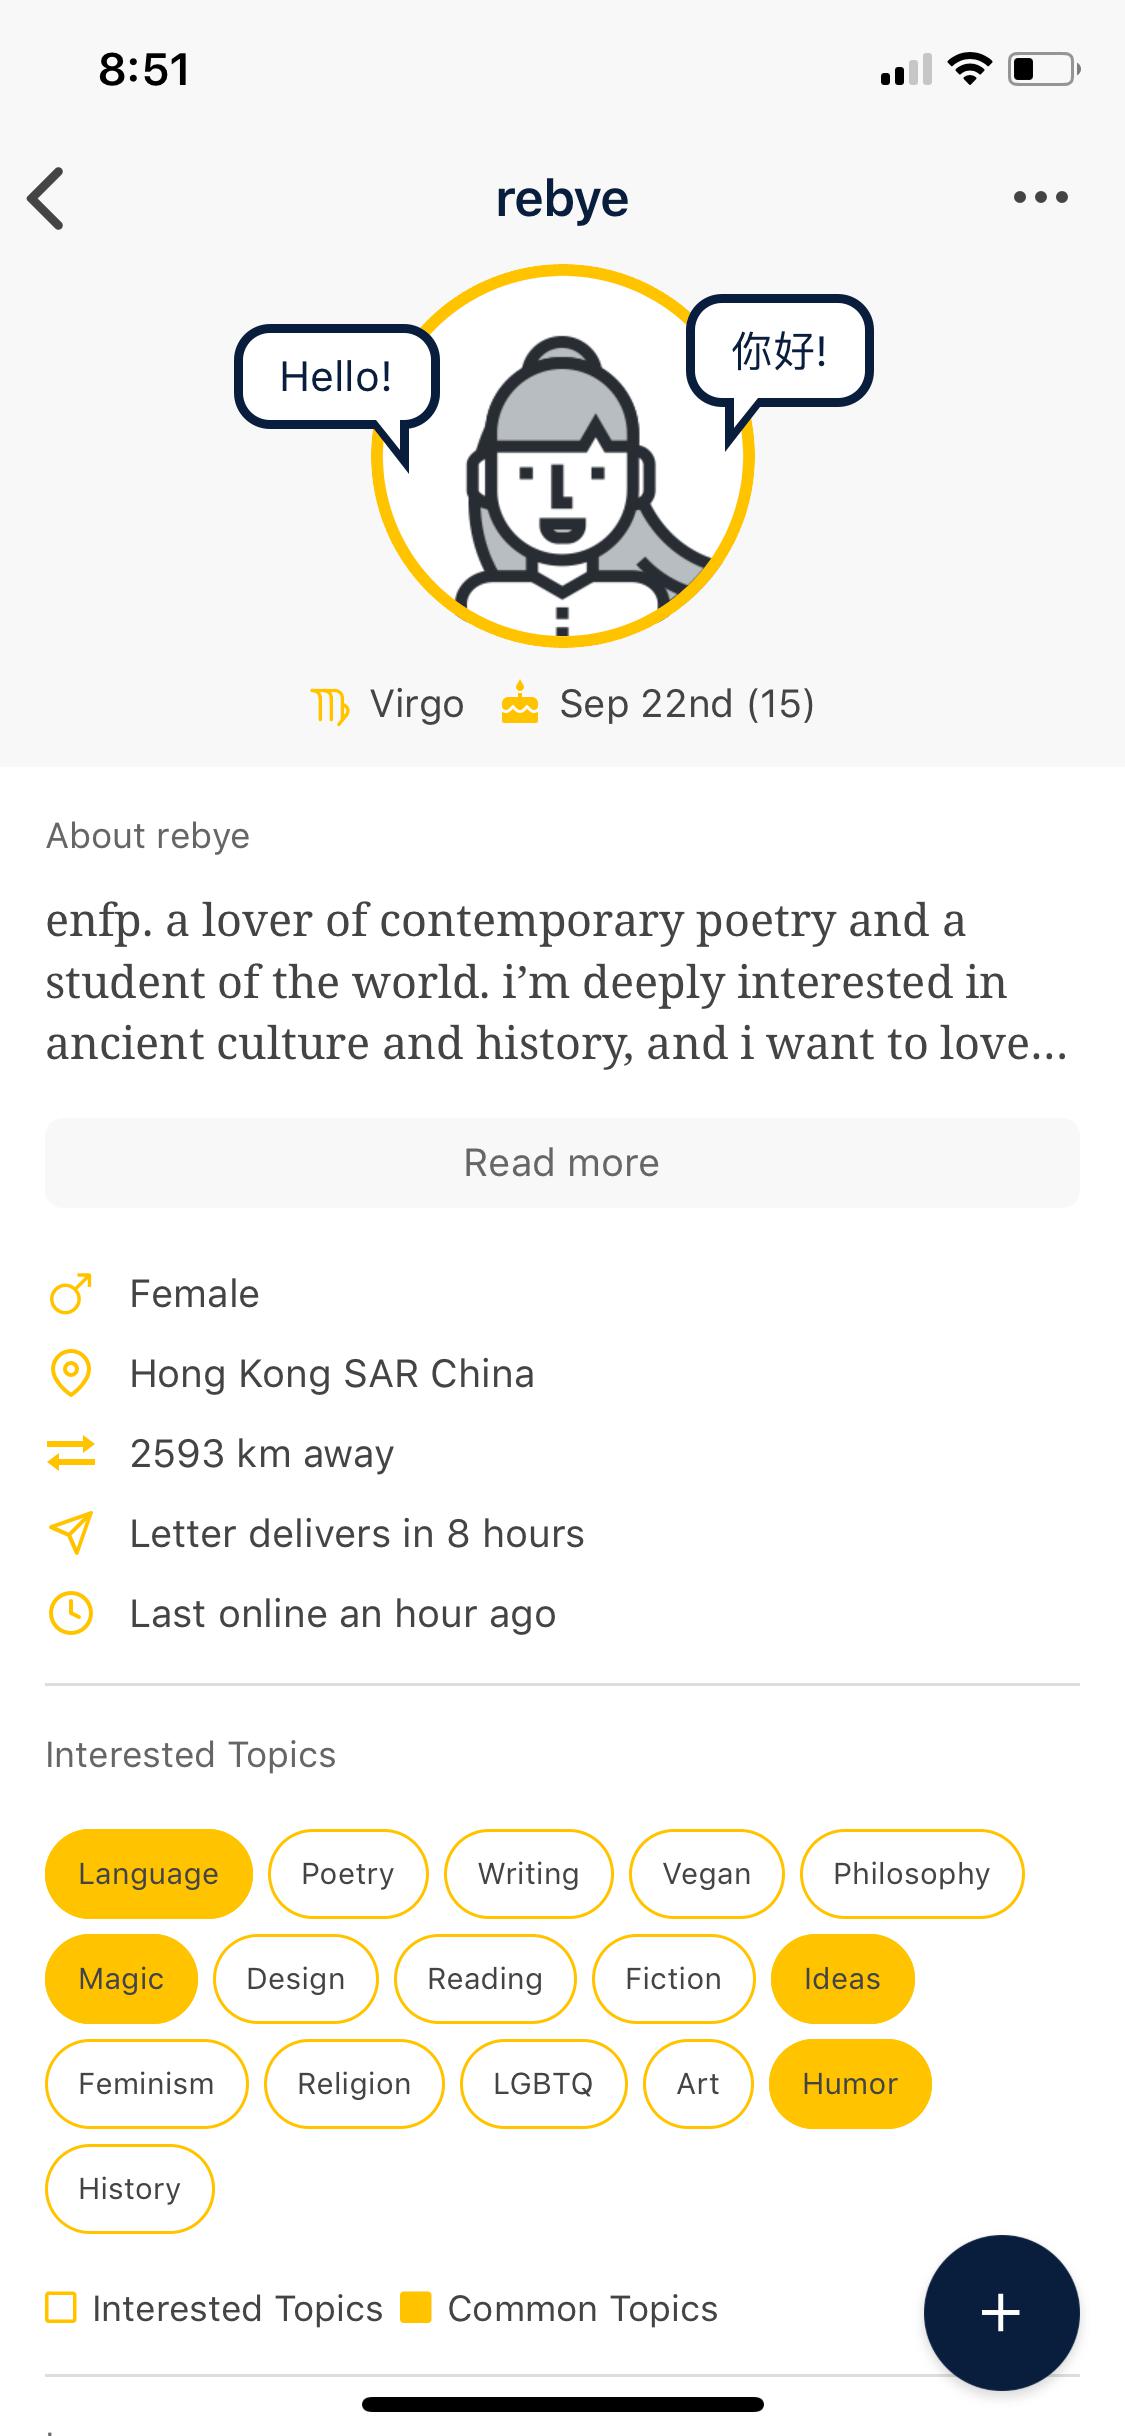 8:51
rebye
Hello!
你好!
Virgo Sep 22nd (15)
About rebye
enfp. a lover of contemporary poetry and a
student of the world. i’m deeply interested in
ancient culture and history, and i want to love...
Read more
Female
Hong Kong SAR China
2593 km away
Letter delivers in 8 hours
Last online an hour ago
Interested Topics
Language Poetry Writing Vegan Philosophy
Magic Design Reading Fiction Ideas
Feminism Religion LGBTQ Art Humor
History
Interested Topics Common Topics